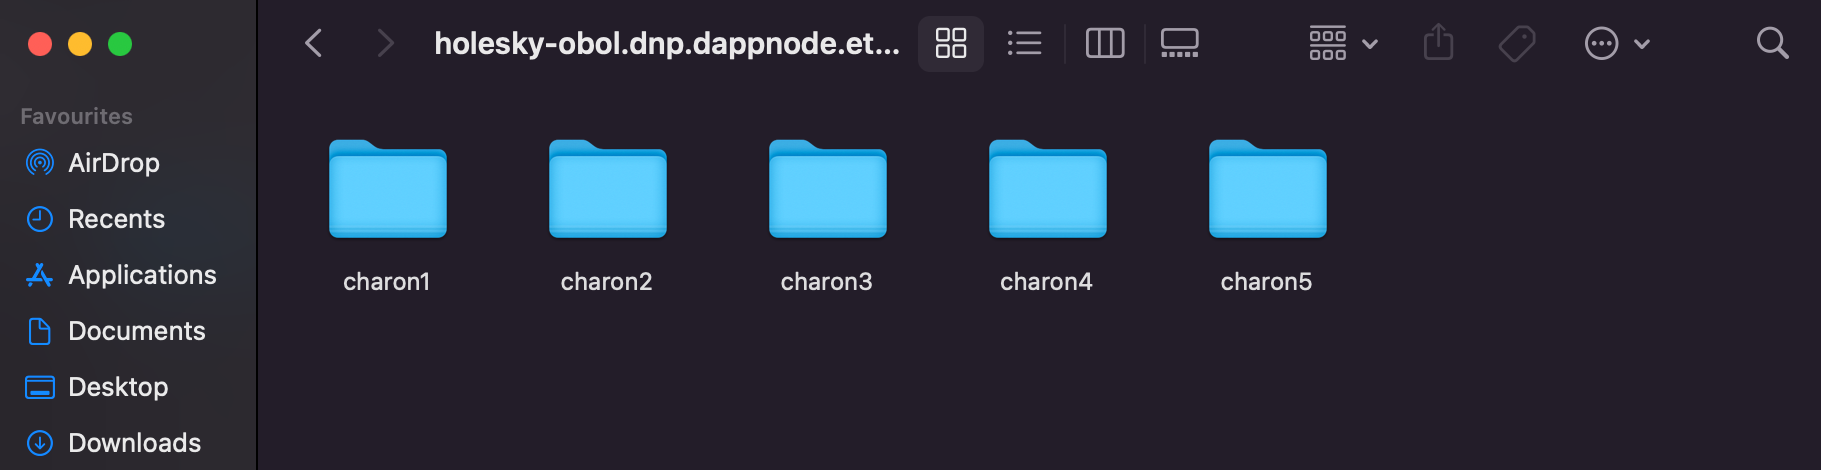 holesky-obol.dnp.dappnode.et...
Favourites
AirDrop
Recents
Applications
Documents
Desktop
Downloads
charon1
charon2
charon3
charon4
charon5